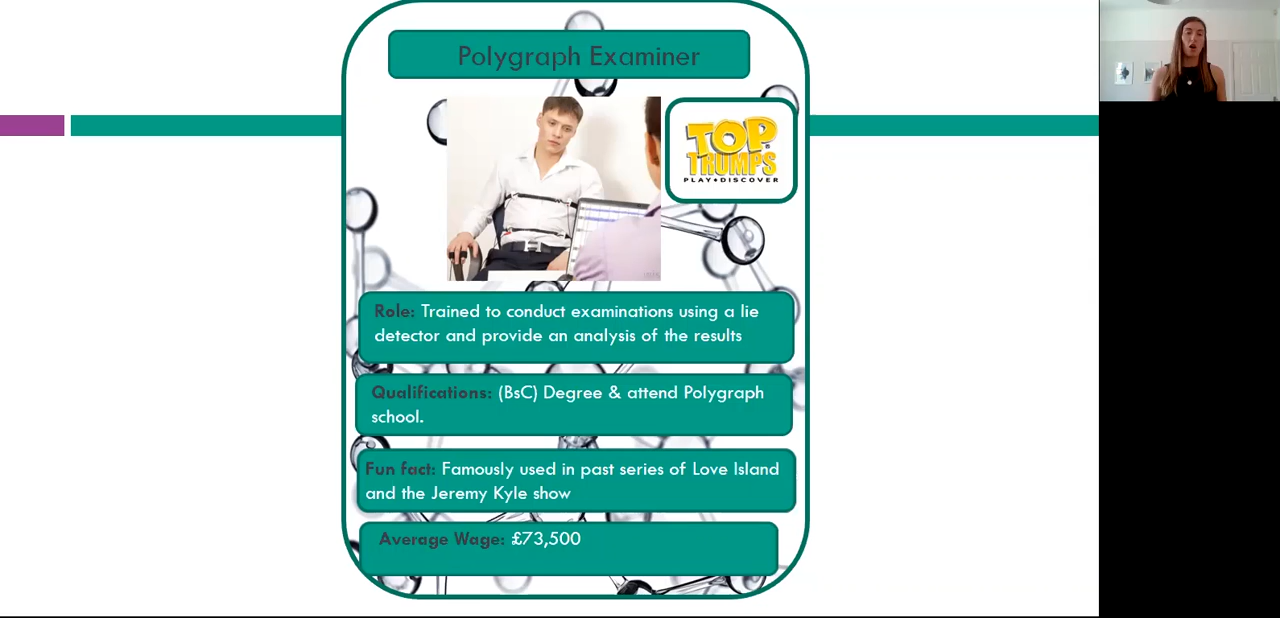 Polygraph Examiner
TOP
TRUMPS
PLAY•DISCOVER
Role: Trained to conduct examinations using a lie
detector and provide an analysis of the results
Qualifications: (BsC) Degree & attend Polygraph
school.
Fun fact: Famously used in past series of Love Island
and the Jeremy Kyle show
Average Wage: £73,500